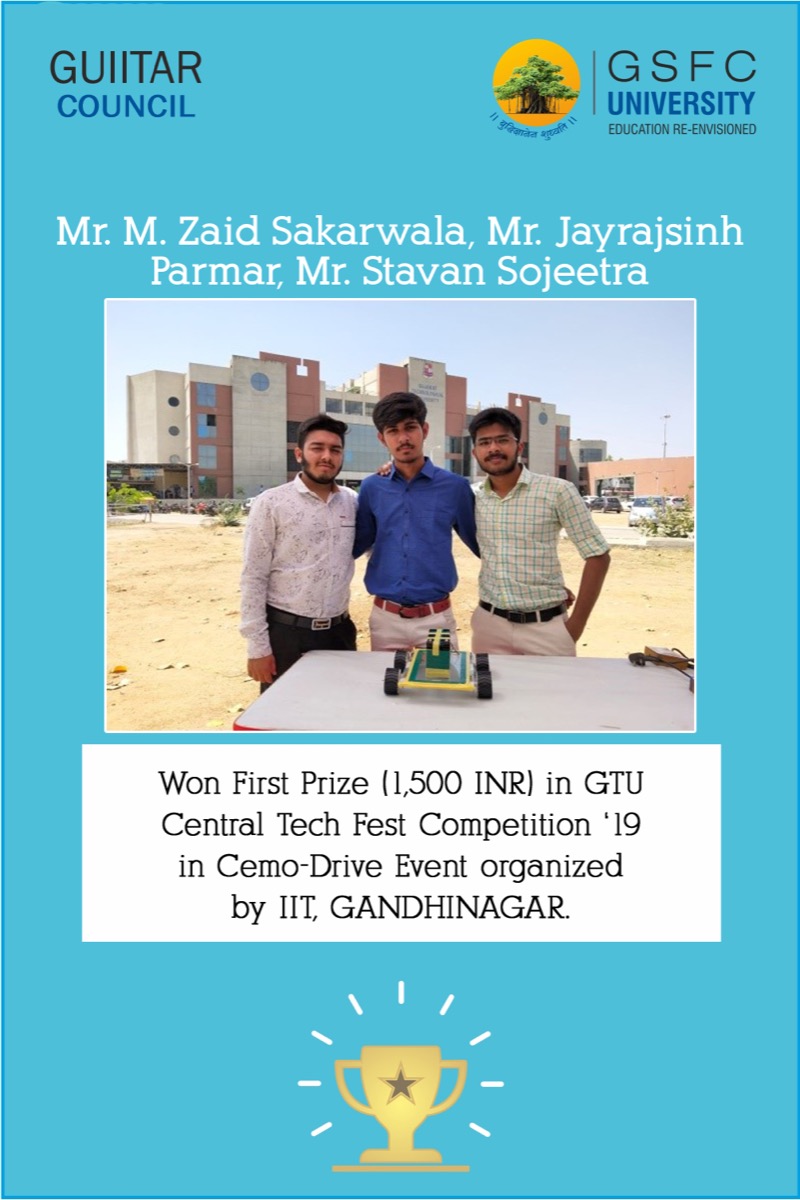 GUIITAR
COUNCIL
GSFC
UNIVERSITY
EDUCATION RE-ENVISIONED
Mr. M. Zaid Sakarwala, Mr. Jayrajsinh
Parmar, Mr. Stavan Sojeetra
Won First Prize (1,500 INR) in GTU
Central Tech Fest Competition ‘19
in Cemo-Drive Event organized
by IIT, GANDHINAGAR.